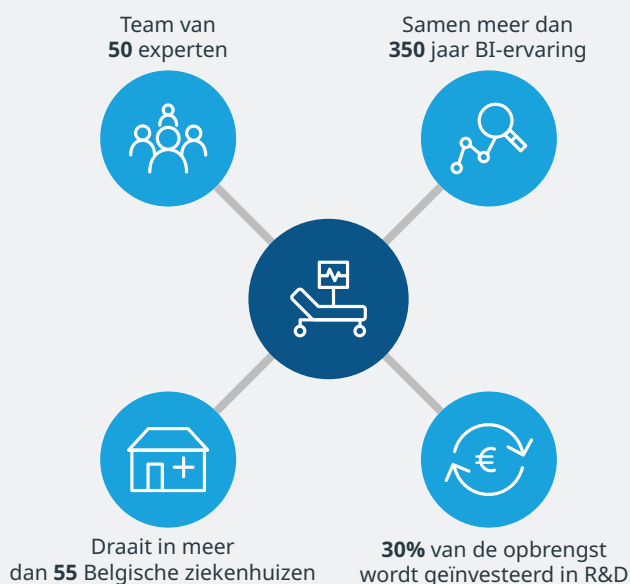 Team van
50 experten
Samen meer dan
350 jaar BI-ervaring
€
Draait in meer
dan 55 Belgische ziekenhuizen
30% van de opbrengst
wordt geïnvesteerd in R&D